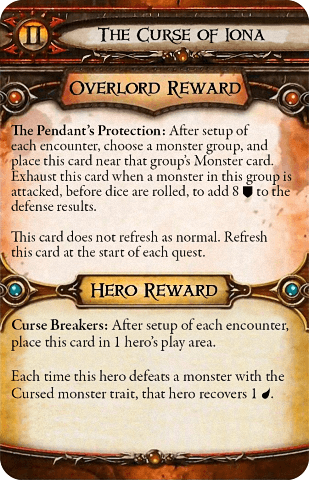 II
The Curse of Iona
Overlord Reward
The Pendant's Protection: After setup of
each encounter, choose a monster group, and
place this card near that group's Monster card.
Exhaust this card when a monster in this group is
attacked, before dice are rolled, to add 8 to the
defense results.
This card does not refresh as normal. Refresh
this card at the start of each quest.
Hero Reward
Curse Breakers: After setup of each encounter,
place this card in 1 hero's play area.
Each time this hero defeats a monster with the
Cursed monster trait, that hero recovers 1 .